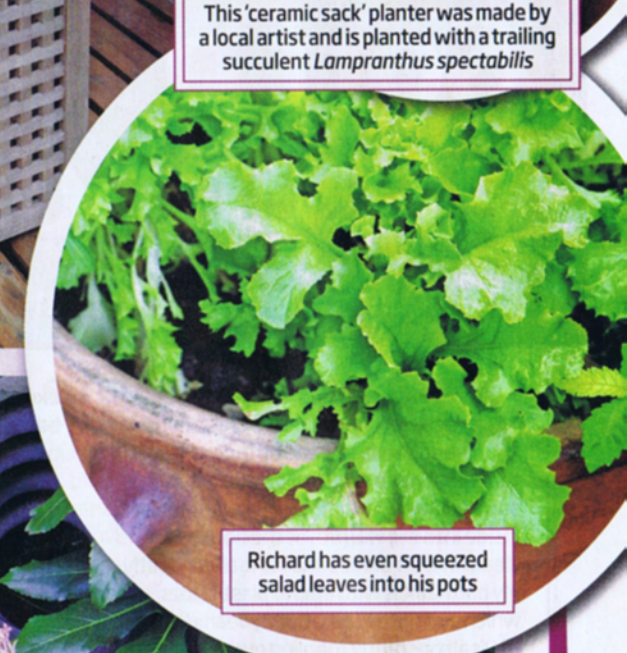 This 'ceramic sack' planter was made by
a local artist and is planted with a trailing
succulent Lampranthus spectabilis
Richard has even squeezed
salad leaves into his pots